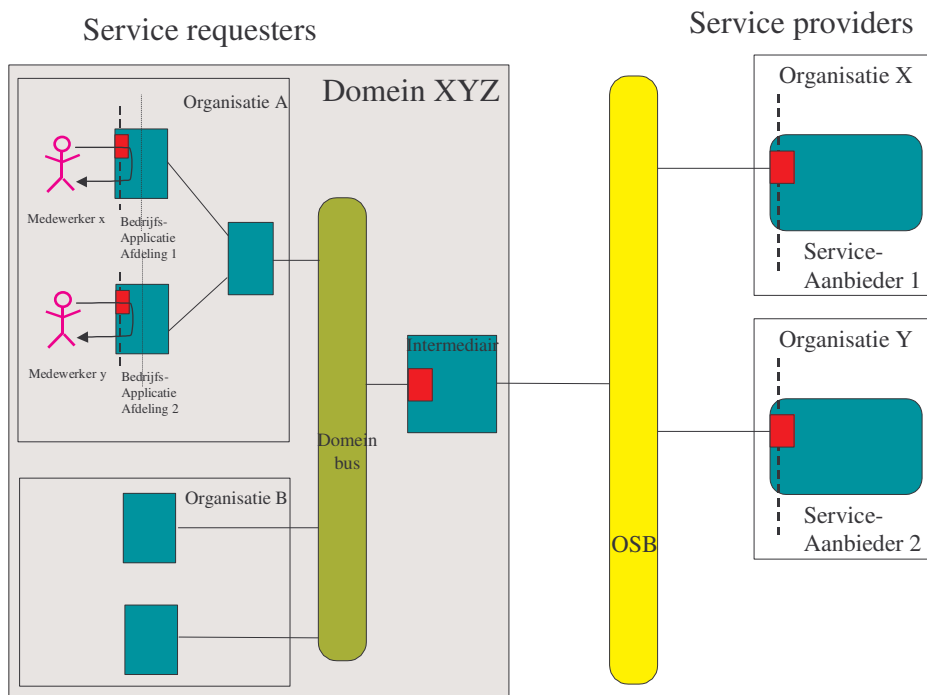 Service requesters
Service providers
Domein XYZ
Organisatie A
Medewerker x
Bedrijfs-
Applicatie
Afdeling 1
Medewerker y
Bedrijfs-
Applicatie
Afdeling 2
Organisatie B
Domein
bus
Intermediair
OSB
Organisatie X
Service-
Aanbieder 1
Organisatie Y
Service-
Aanbieder 2